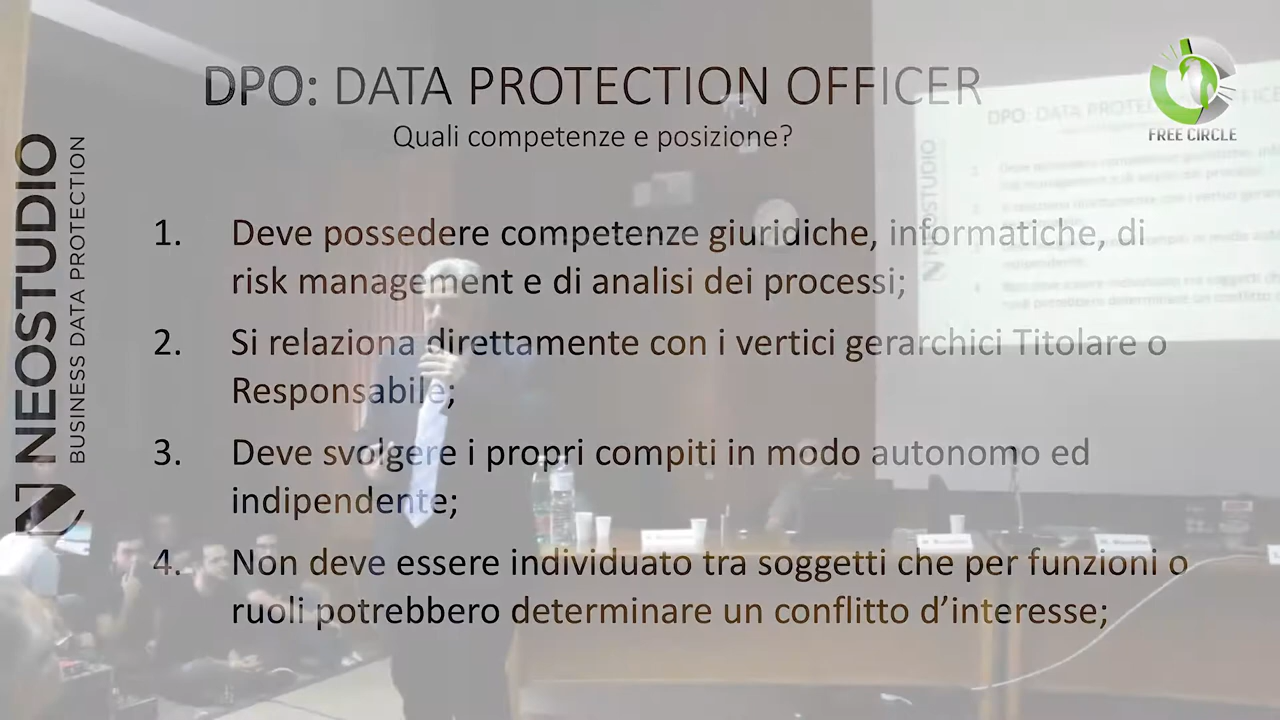 DPO: DATA PROTECTION OFFICER
Quali competenze e posizione?
FREE CIRCLE
NEOSTUDIO
BUSINESS DATA PROTECTION
1. Deve possedere competenze giuridiche, informatiche, di
risk management e di analisi dei processi;
2. Si relaziona direttamente con i vertici gerarchici Titolare o
Responsabile;
3. Deve svolgere i propri compiti in modo autonomo ed
indipendente;
4. Non deve essere individuato tra soggetti che per funzioni o
ruoli potrebbero determinare un conflitto d'interesse;